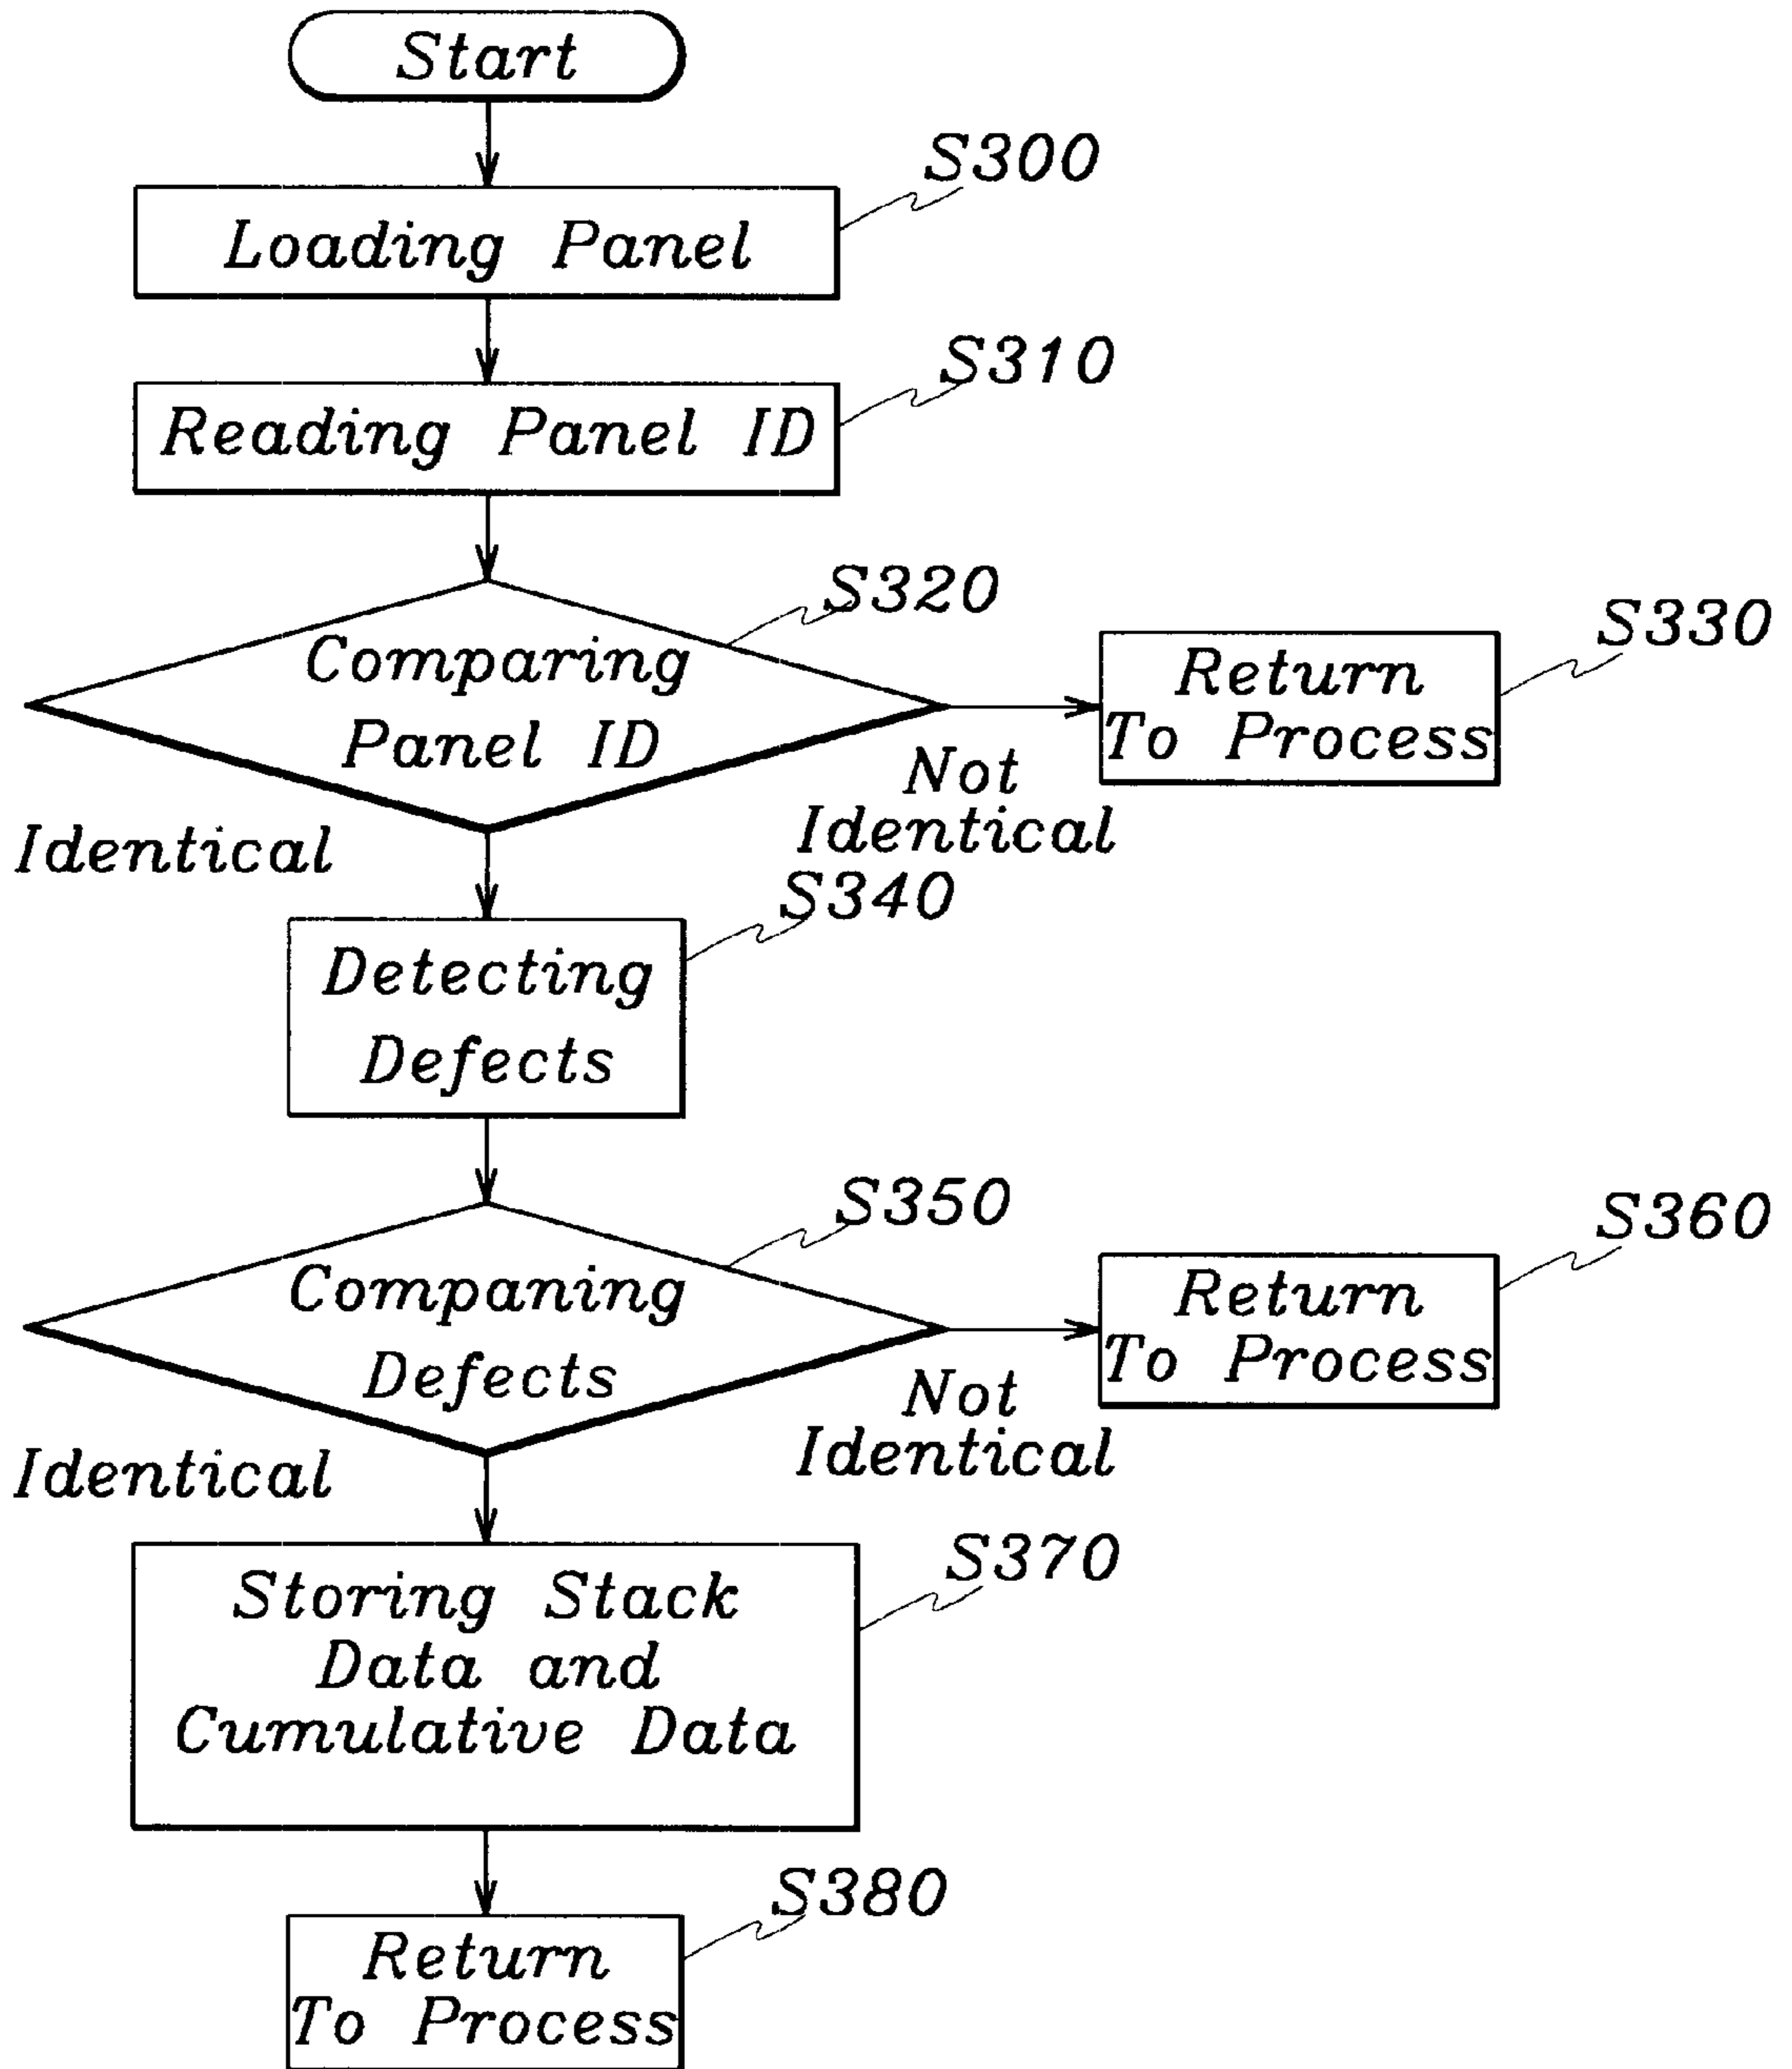 Start
S300
Loading Panel
S310
Reading Panel ID
S320
Comparing
Panel ID
S330
Return
To Process
Not
Identical
Identical
S340
Detecting
Defects
S350
Companing
Defects
S360
Return
To Process
Not
Identical
Identical
S370
Storing Stack
Data and
Cumulative Data
S380
Return
To Process